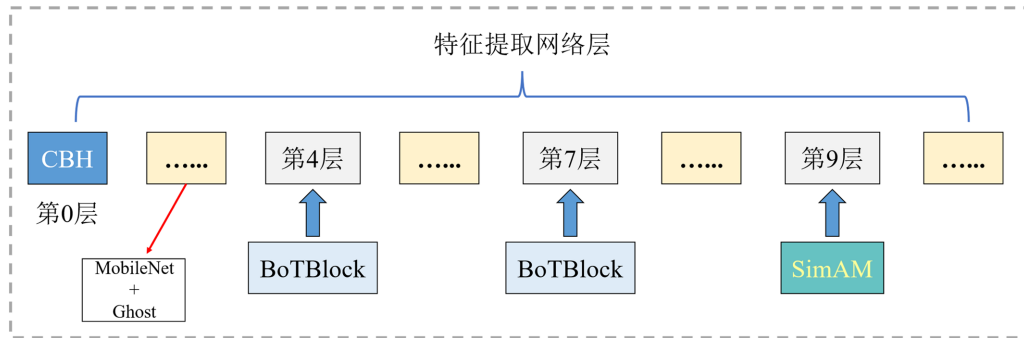 特征提取网络层
CBH
…...
第4层
…...
第7层
…...
第9层
…...
第0层
MobileNet
+
Ghost
BoTBlock
BoTBlock
SimAM